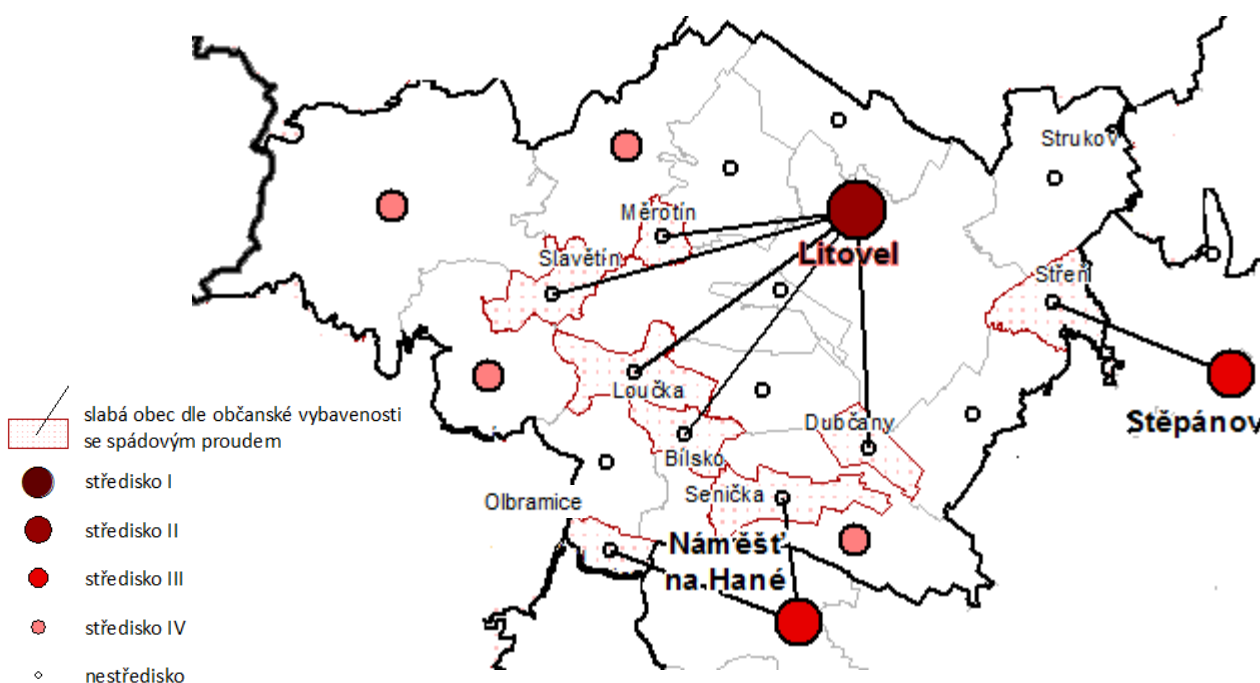 Strukov
Měrotín
Litovel
Slavětín
Střeň
Loučka
Stěpánov
Dubčany
Bílsko
Senička
Olbramice
Náměšť
na Hané
slabá obec dle občanské vybavenosti
se spádovým proudem
středisko I
středisko II
středisko III
středisko IV
nestředisko